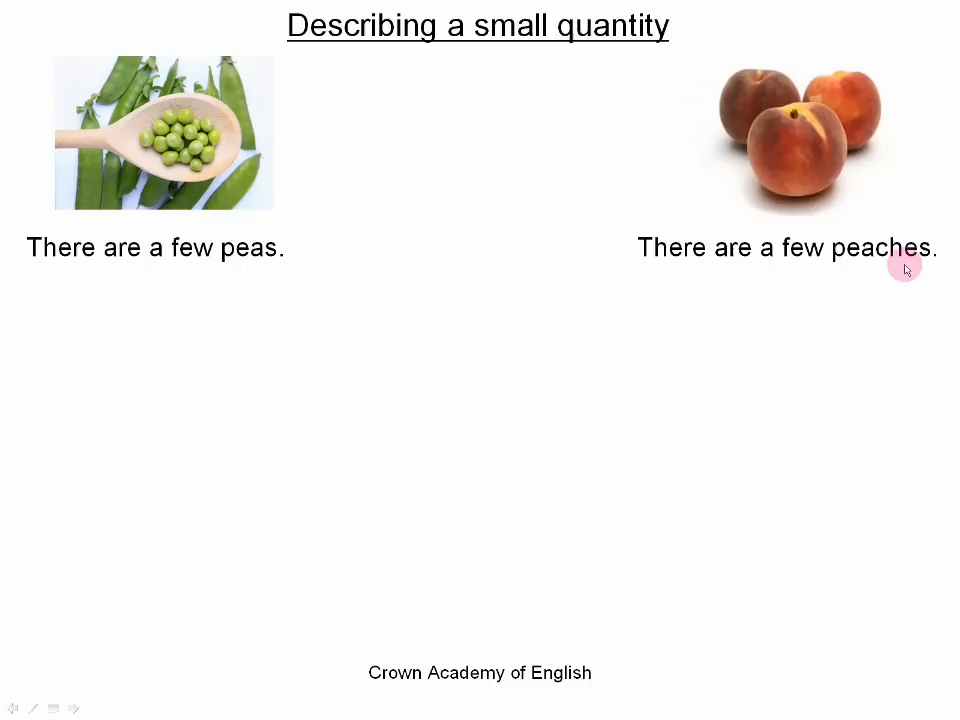 Describing a small quantity
There are a few peas.
There are a few peaches.
Crown Academy of English